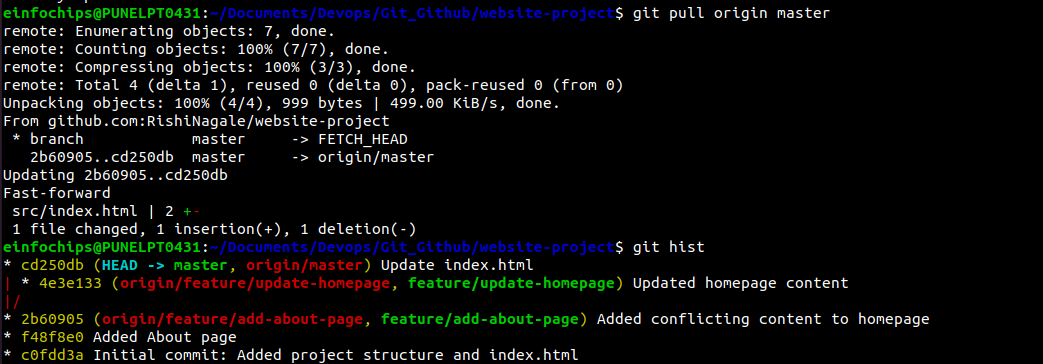 einfochips@PUNELPT0431:~/Documents/Devops/Git_Github/website-project$ git pull origin master
remote: Enumerating objects: 7, done.
remote: Counting objects: 100% (7/7), done.
remote: Compressing objects: 100% (3/3), done.
remote: Total 4 (delta 1), reused 0 (delta 0), pack-reused 0 (from 0)
Unpacking objects: 100% (4/4), 999 bytes | 499.00 KiB/s, done.
From github.com:RishiNagale/website-project
 * branch            master     -> FETCH_HEAD
   2b60905..cd250db  master     -> origin/master
Updating 2b60905..cd250db
Fast-forward
 src/index.html | 2 +-
 1 file changed, 1 insertion(+), 1 deletion(-)
einfochips@PUNELPT0431:~/Documents/Devops/Git_Github/website-project$ git hist
* cd250db (HEAD -> master, origin/master) Update index.html
| * 4e3e133 (origin/feature/update-homepage, feature/update-homepage) Updated homepage content
|/
* 2b60905 (origin/feature/add-about-page, feature/add-about-page) Added conflicting content to homepage
* f48f8e0 Added About page
* c0fdd3a Initial commit: Added project structure and index.html